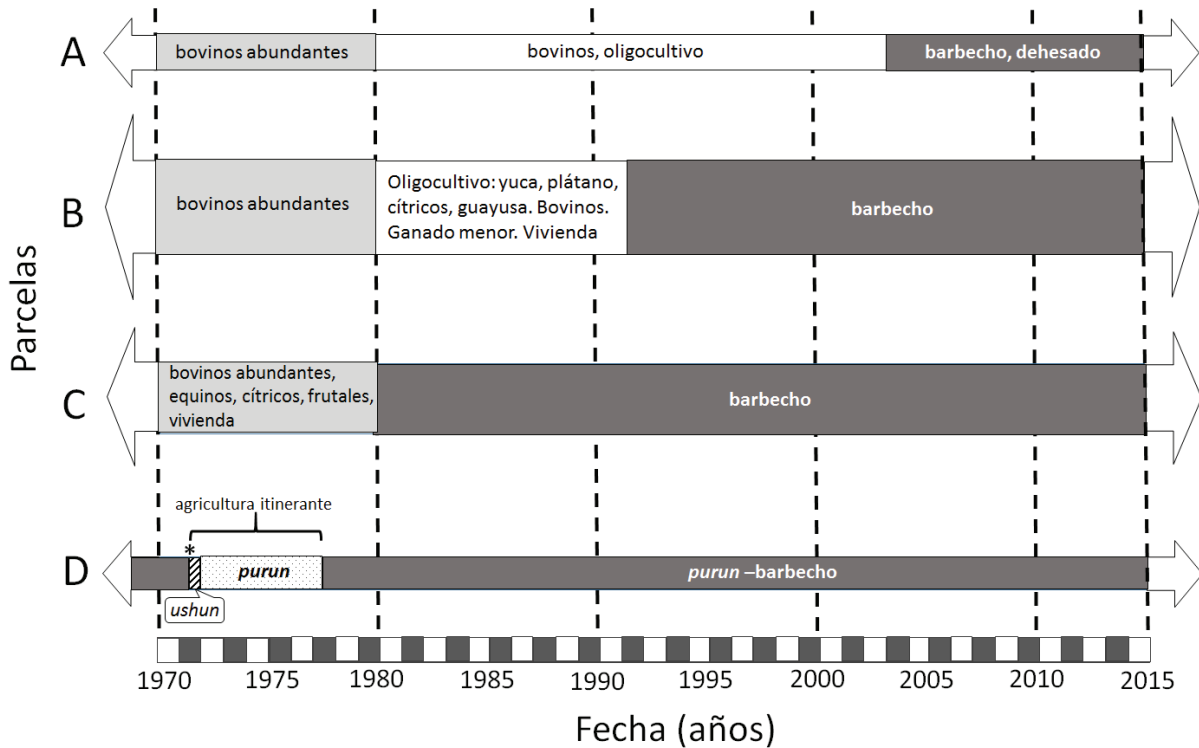 A
bovinos abundantes
bovinos, oligocultivo
barbecho, dehesado
B
bovinos abundantes
Oligocultivo: yuca, plátano,
cítricos, guayusa. Bovinos.
Ganado menor. Vivienda
barbecho
Parcelas
C
bovinos abundantes,
equinos, cítricos, frutales,
vivienda
barbecho
agricultura itinerante
*
D
purun
purun –barbecho
ushun
1970 1975 1980 1985 1990 1995 2000 2005 2010 2015
Fecha (años)